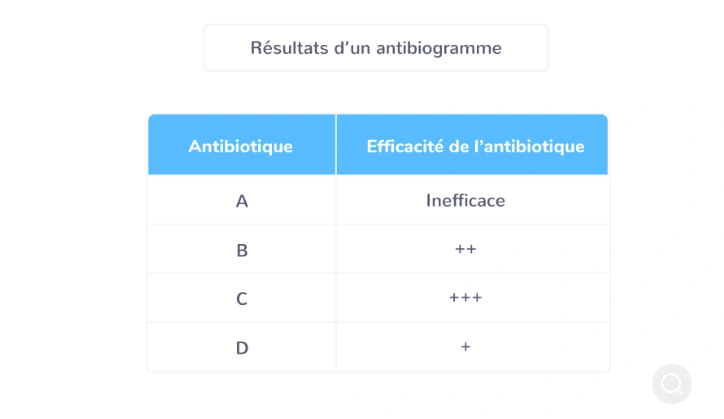 Résultats d’un antibiogramme
Antibiotique Efficacité de l’antibiotique
A Inefficace
B ++
C +++
D +